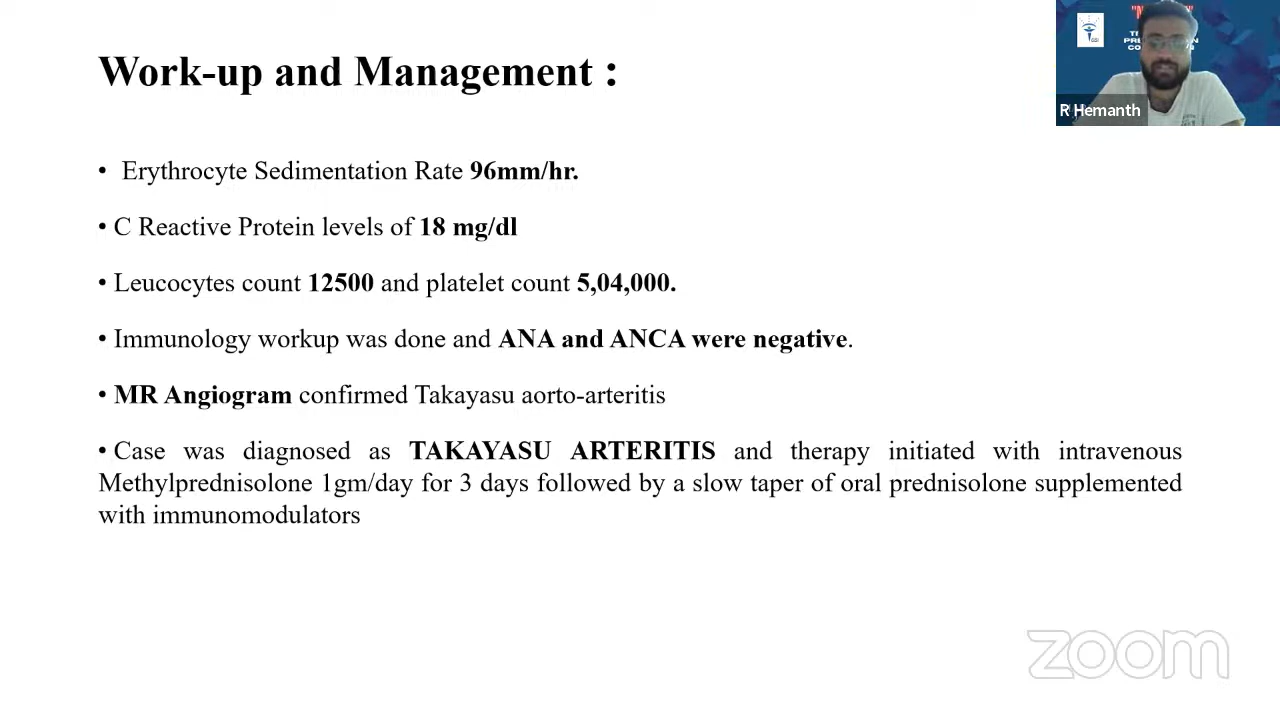 Work-up and Management :
R Hemanth
• Erythrocyte Sedimentation Rate 96mm/hr.
• C Reactive Protein levels of 18 mg/dl
• Leucocytes count 12500 and platelet count 5,04,000.
• Immunology workup was done and ANA and ANCA were negative.
• MR Angiogram confirmed Takayasu aorto-arteritis
• Case was diagnosed as TAKAYASU ARTERITIS and therapy initiated with intravenous
Methylprednisolone 1gm/day for 3 days followed by a slow taper of oral prednisolone supplemented
with immunomodulators
zoom